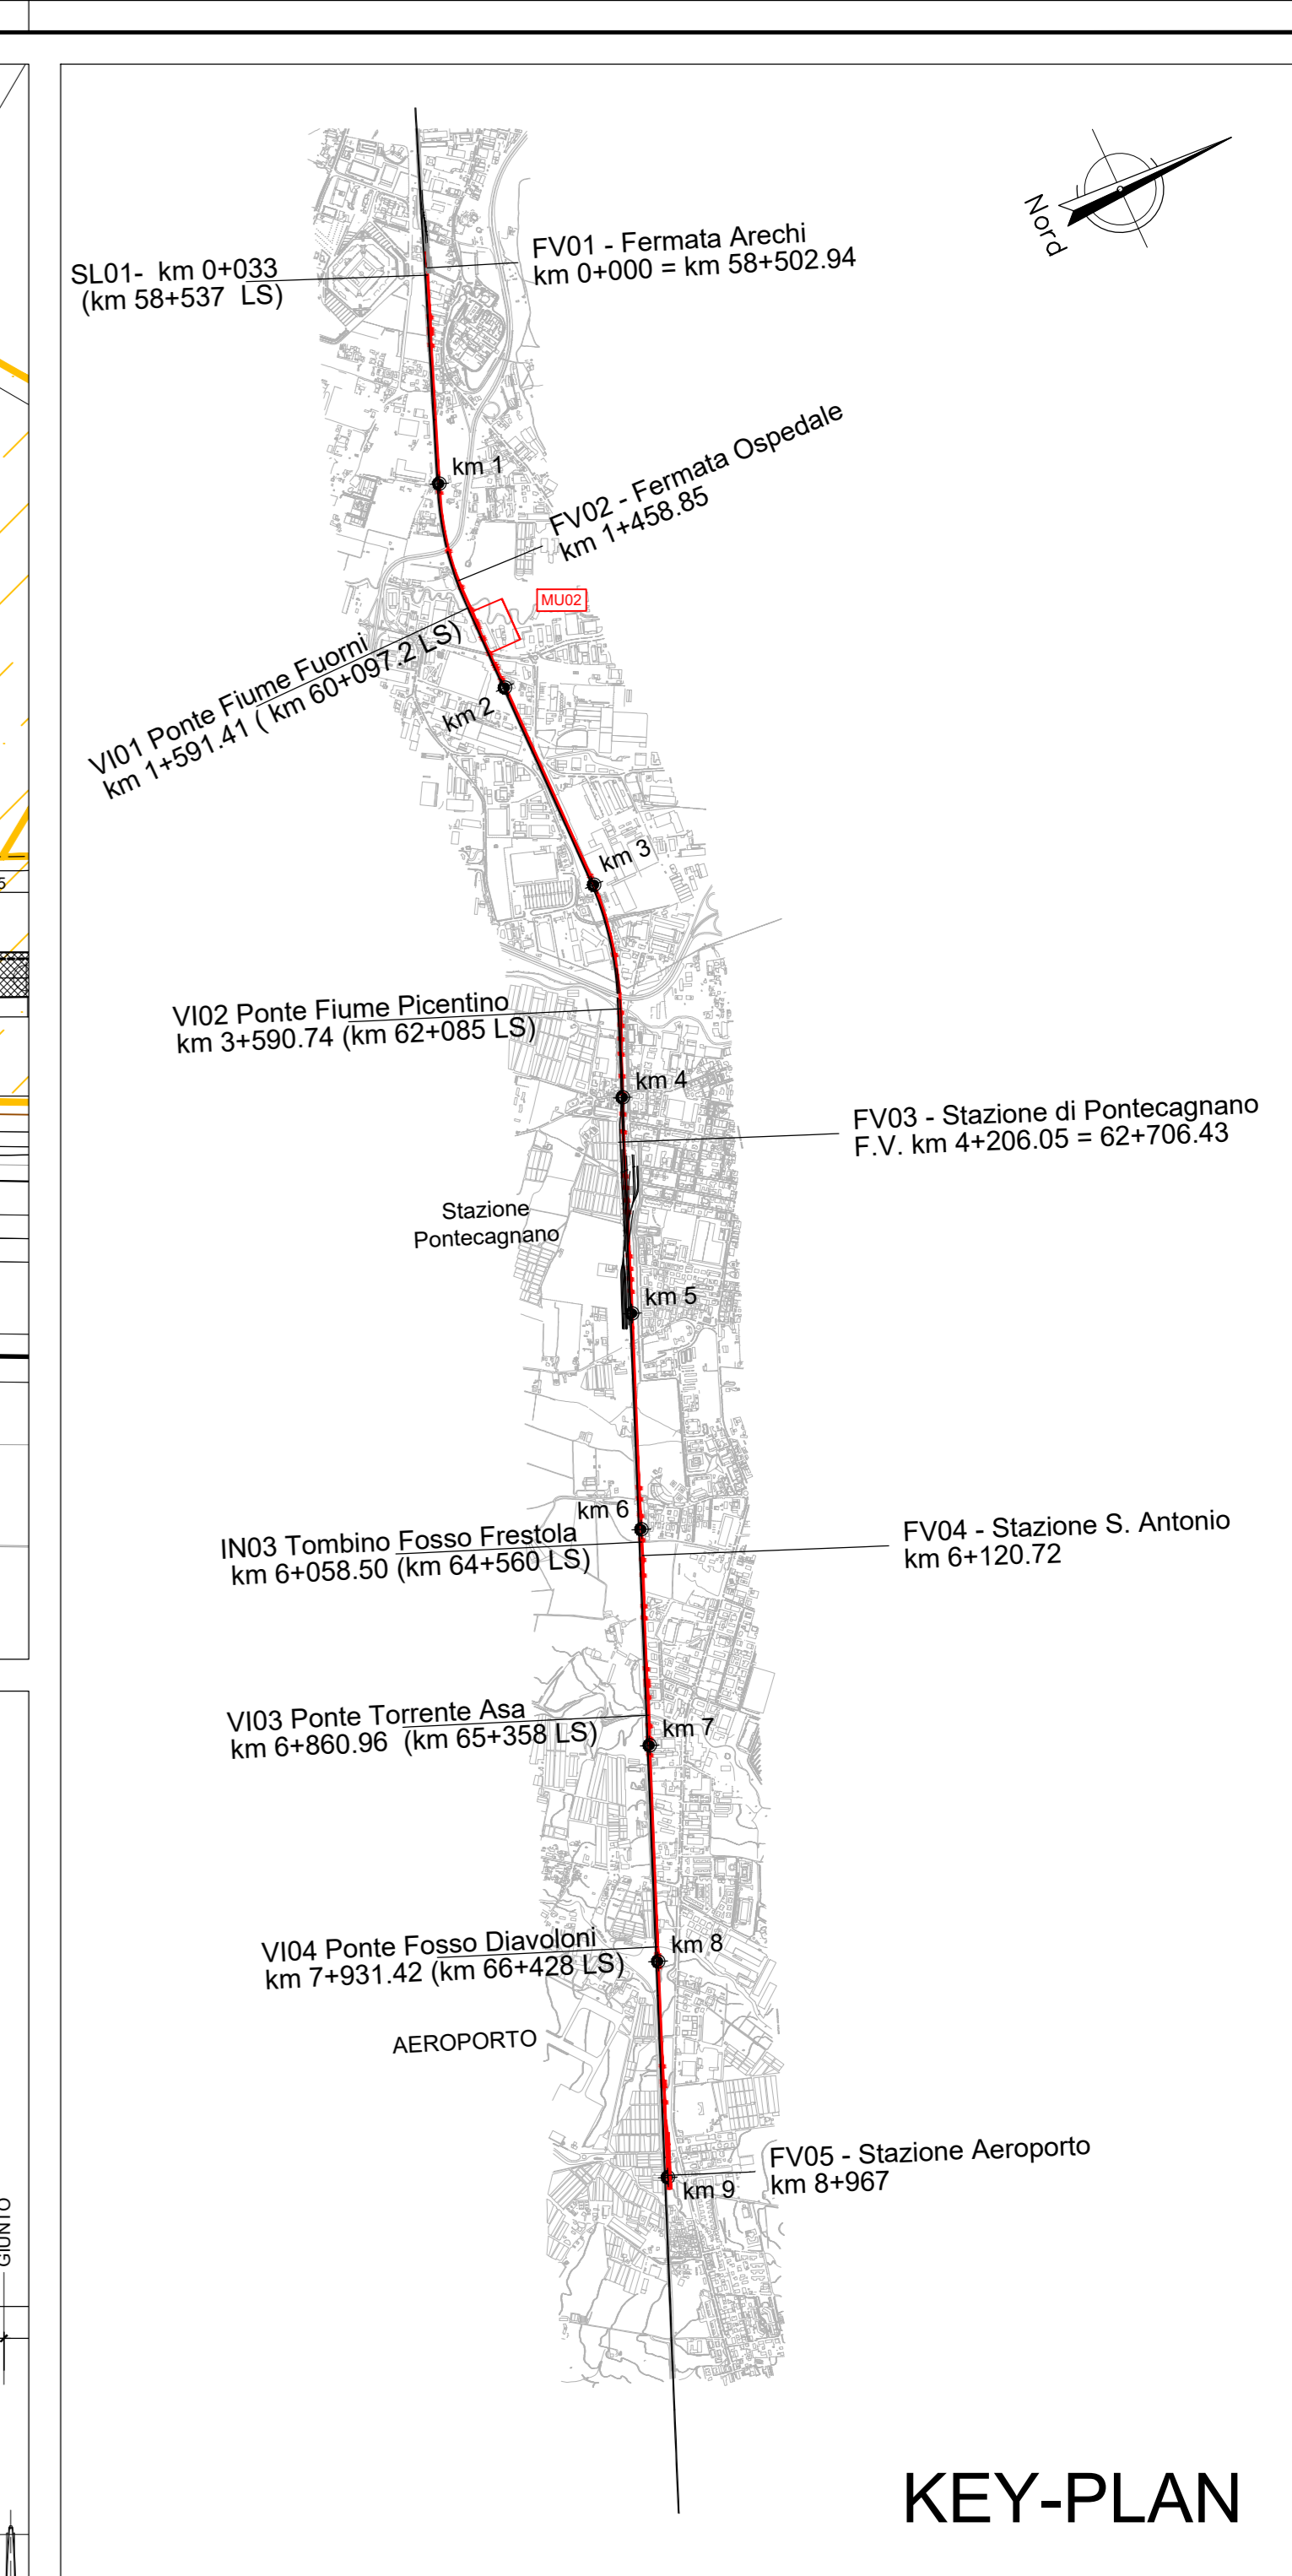 Nord
FV01 - Fermata Arechi
km 0+000 = km 58+502.94
SL01- km 0+033
(km 58+537 LS)
km 1
FV02 - Fermata Ospedale
km 1+458.85
MU02
VI01 Ponte Fiume Fuorni
km 1+591.41 ( km 60+097.2 LS)
km 2
km 3
VI02 Ponte Fiume Picentino
km 3+590.74 (km 62+085 LS)
km 4
FV03 - Stazione di Pontecagnano
F.V. km 4+206.05 = 62+706.43
Stazione
Pontecagnano
km 5
km 6
IN03 Tombino Fosso Frestola
km 6+058.50 (km 64+560 LS)
FV04 - Stazione S. Antonio
km 6+120.72
VI03 Ponte Torrente Asa
km 6+860.96 (km 65+358 LS)
km 7
VI04 Ponte Fosso Diavoloni
km 7+931.42 (km 66+428 LS)
km 8
AEROPORTO
FV05 - Stazione Aeroporto
km 8+967
km 9
GIUNTO
KEY-PLAN